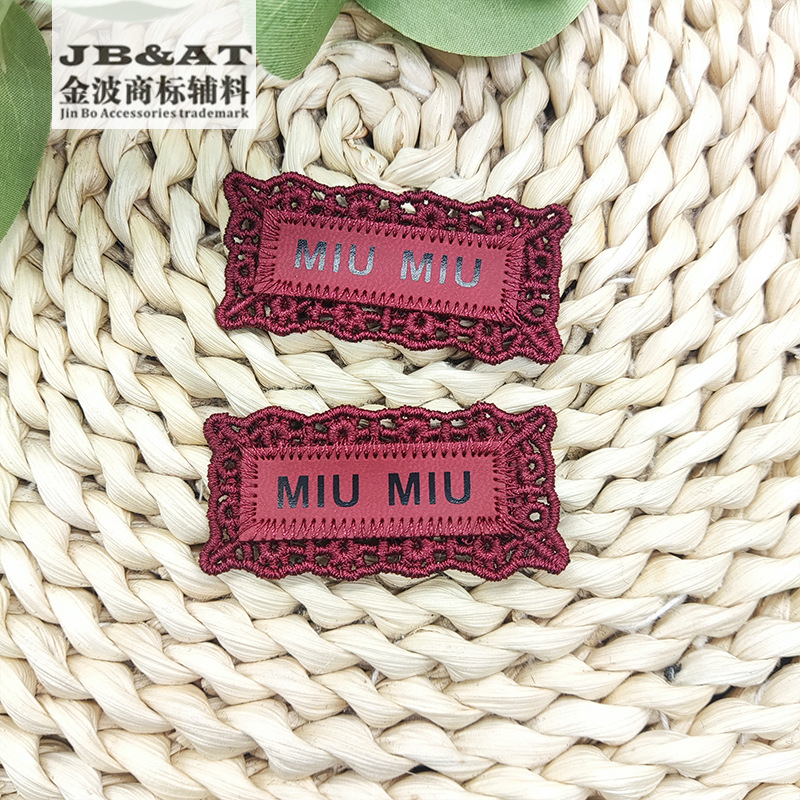 JB&AT
金波商标辅料
Jin Bo Accessories trademark
MIU MIU
MIU MIU